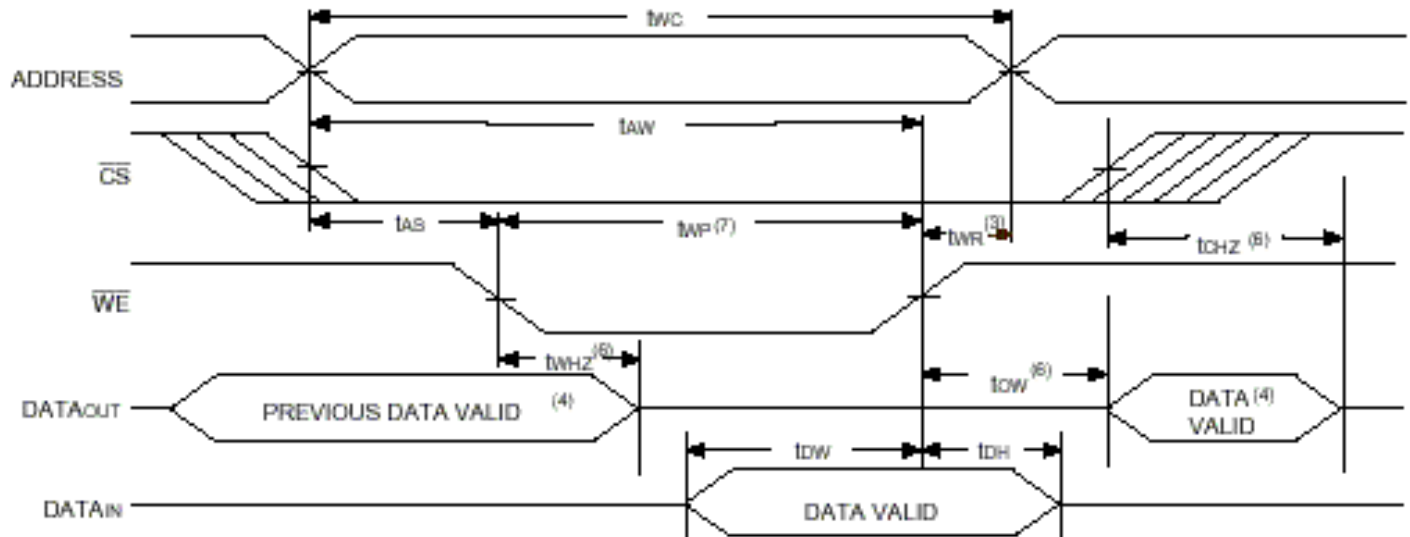 tWC
ADDRESS
tAW
CS
tAS
tWP(7)
tWR(3)
tCHZ (6)
WE
tWHZ(6)
tOW(6)
DATAOUT
PREVIOUS DATA VALID (4)
DATA(4)
VALID
tDW
tDH
DATAIN
DATA VALID